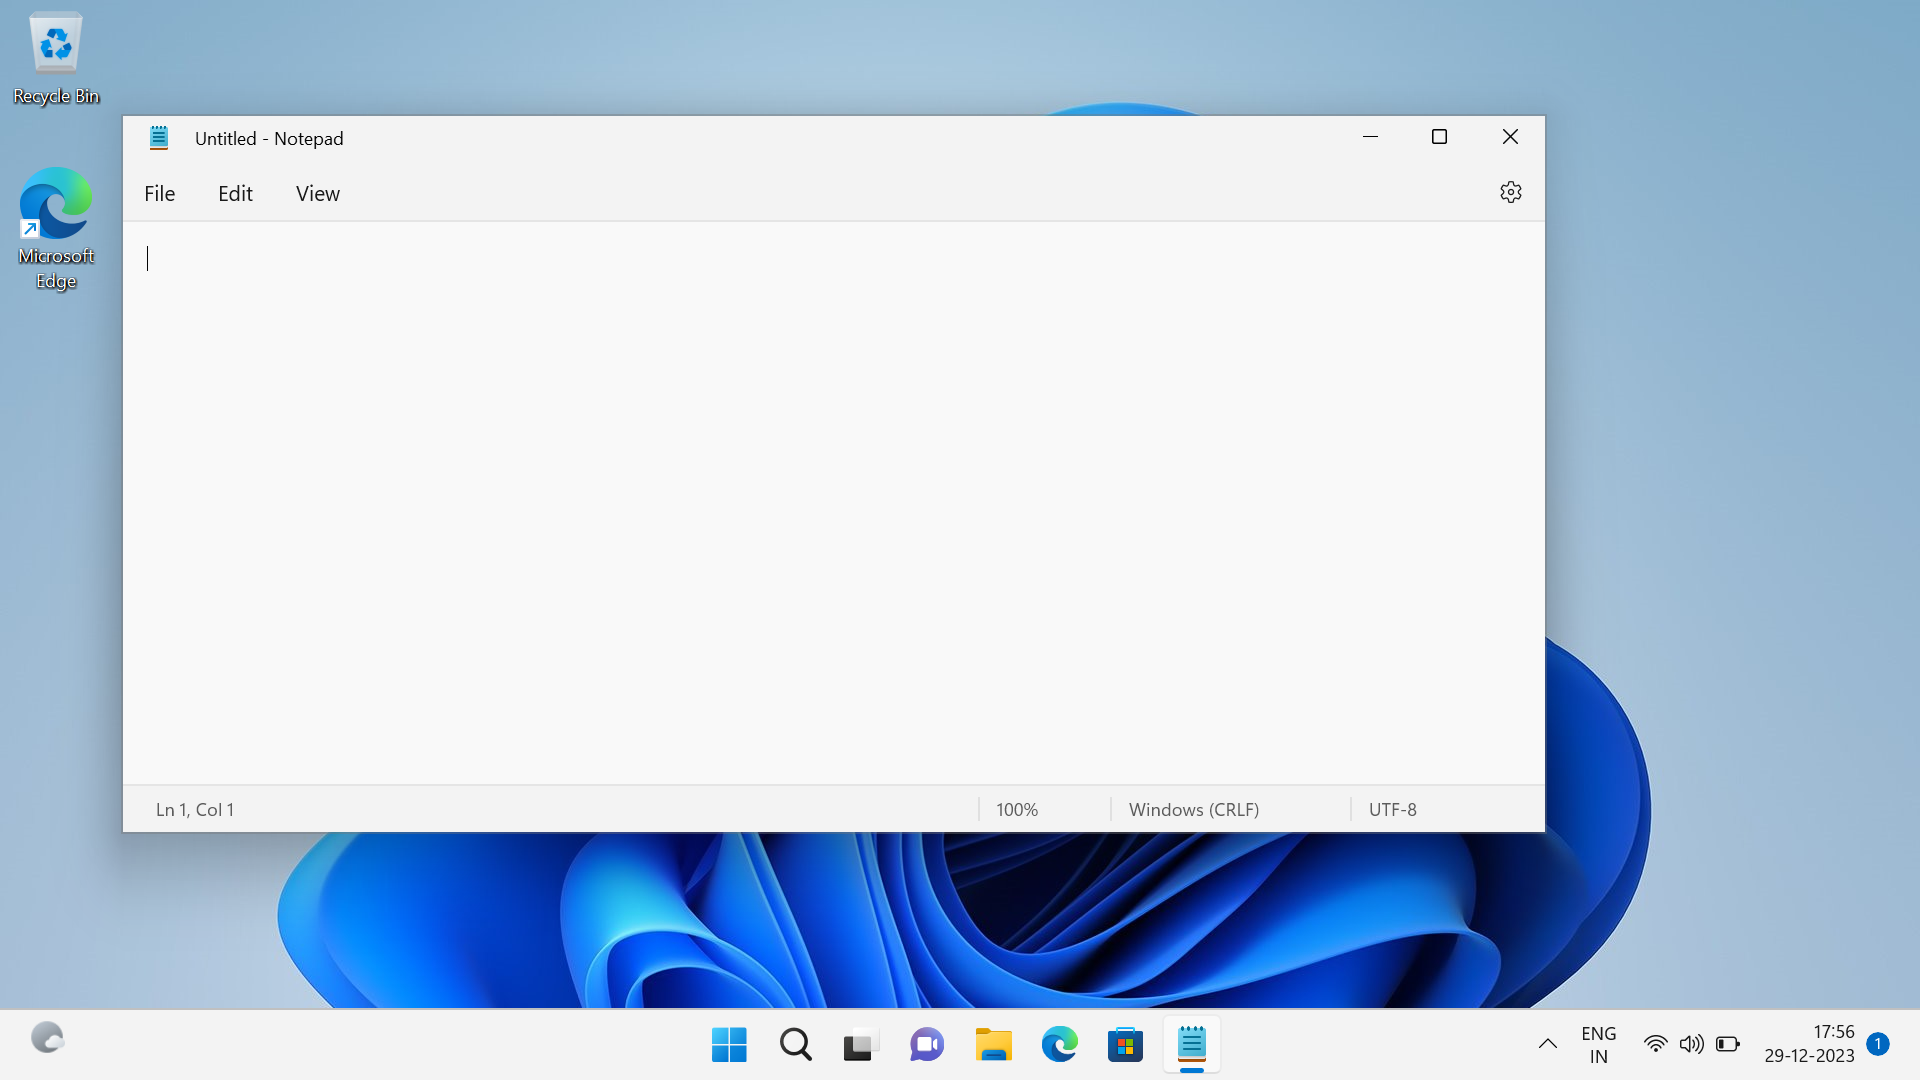 Recycle Bin
Microsoft
Edge
Untitled - Notepad
File Edit View
Ln 1, Col 1 100% Windows (CRLF) UTF-8
ENG
IN
17:56
29-12-2023
1